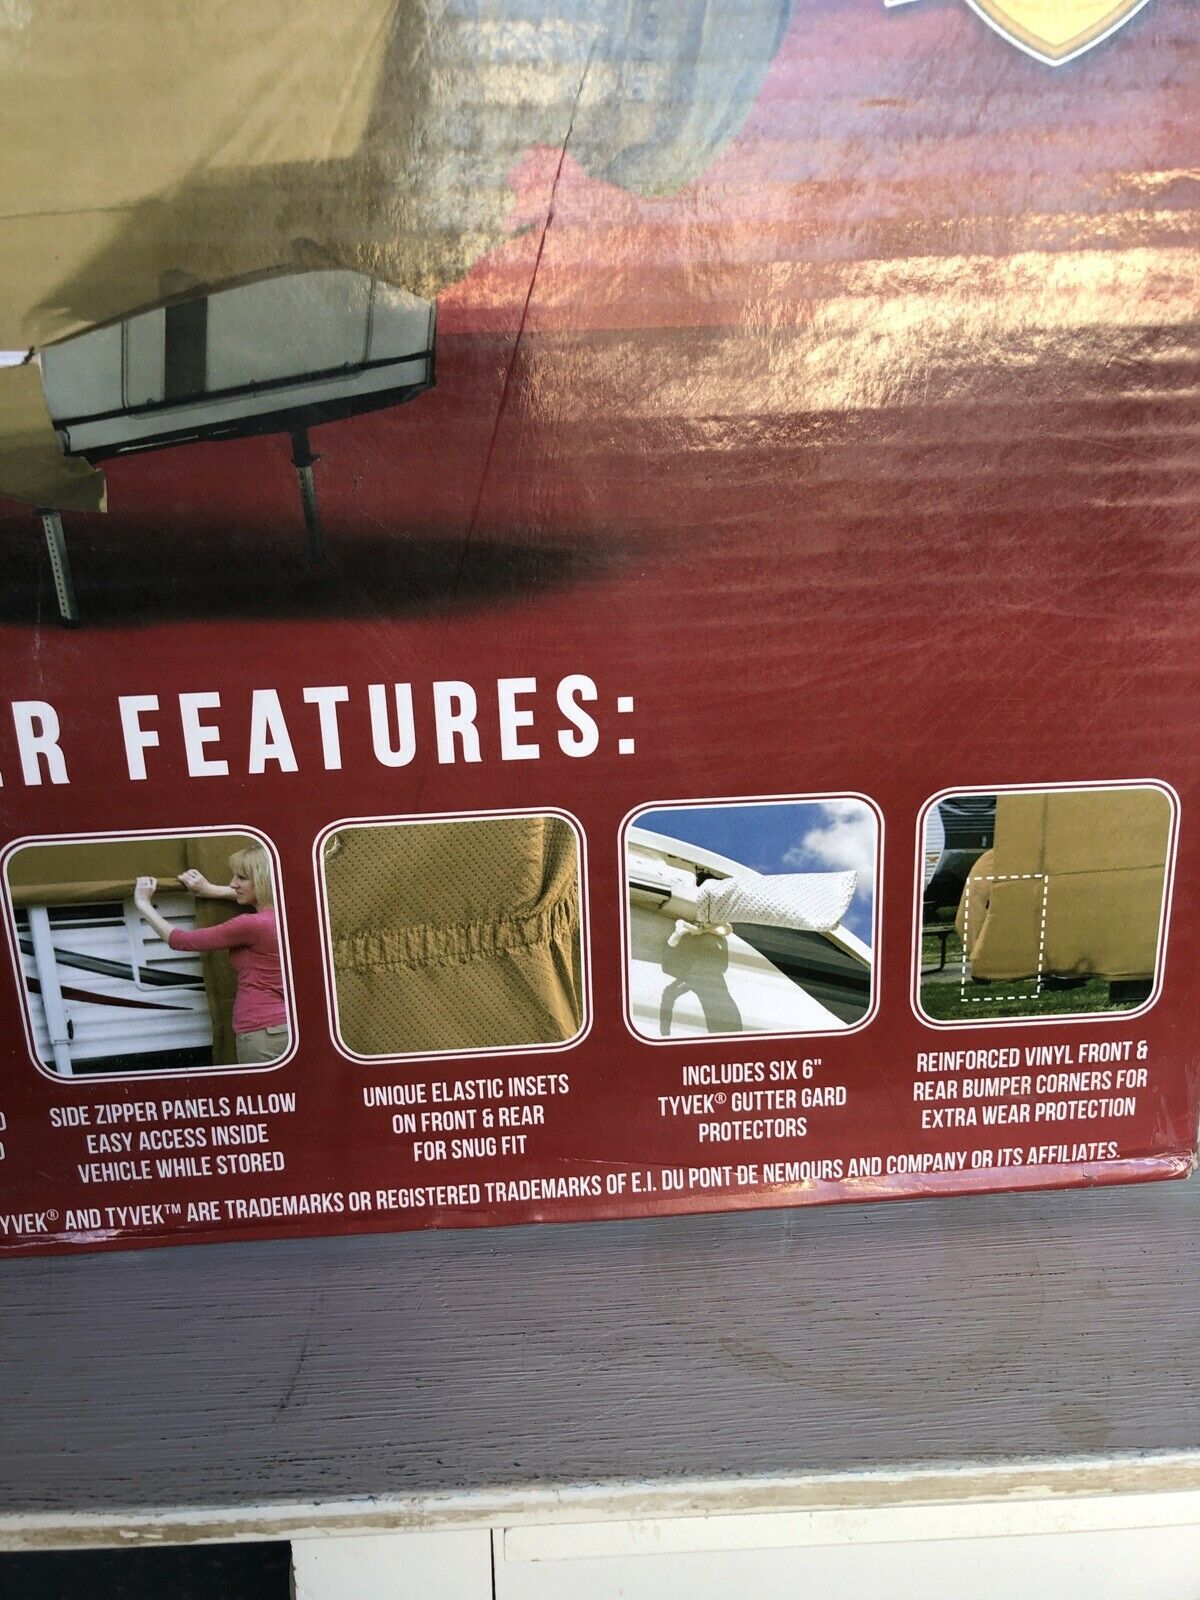 R FEATURES:
SIDE ZIPPER PANELS ALLOW
EASY ACCESS INSIDE
VEHICLE WHILE STORED
UNIQUE ELASTIC INSETS
ON FRONT & REAR
FOR SNUG FIT
INCLUDES SIX 6"
TYVEK® GUTTER GARD
PROTECTORS
REINFORCED VINYL FRONT &
REAR BUMPER CORNERS FOR
EXTRA WEAR PROTECTION
YVEK® AND TYVEK™ ARE TRADEMARKS OR REGISTERED TRADEMARKS OF E.I. DU PONT DE NEMOURS AND COMPANY OR ITS AFFILIATES.